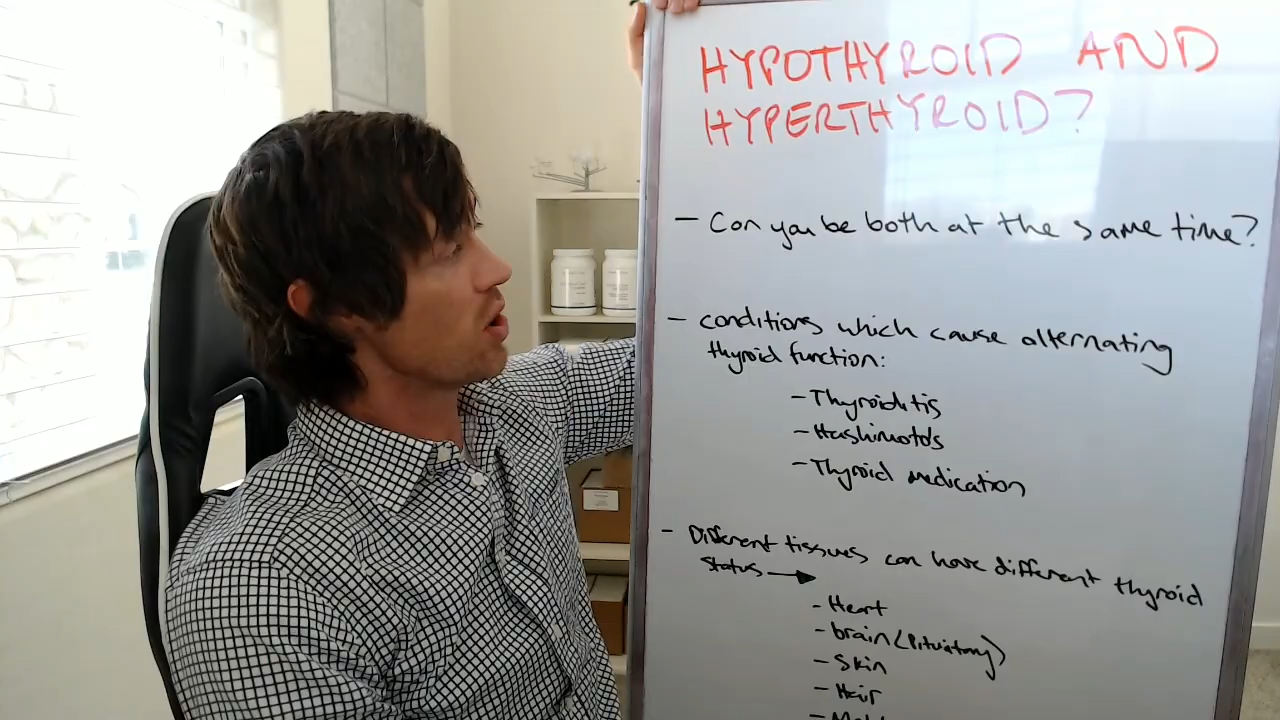 HYPOTHYROID AND
HYPERTHYROID?
- Can you be both at the same time?
- conditions which cause alternating
thyroid function:
- Thyroiditis
- Hashimoto's
- Thyroid medication
- Different tissues can have different thyroid
status →
- Heart
- brain (Pituitary)
- Skin
- Hair